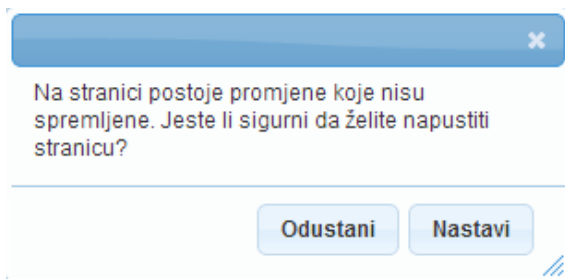 Na stranici postoje promjene koje nisu
spremljene. Jeste li sigurni da želite napustiti
stranicu?
Odustani Nastavi